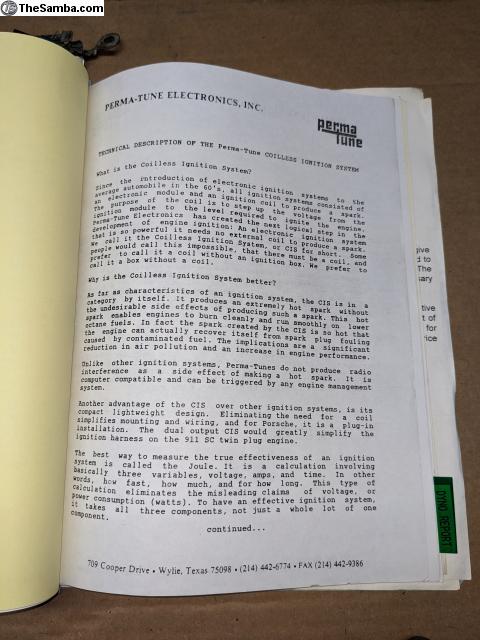 TheSamba.com
PERMA-TUNE ELECTRONICS, INC.
perma
tune
TECHNICAL DESCRIPTION OF THE Perma-Tune COILLESS IGNITION SYSTEM
What is the Coilless Ignition System?
Since the introduction of electronic ignition systems to the
average automobile in the 60's, all ignition systems consisted of
an electronic module and an ignition coil to produce a spark.
The purpose of the coil is to step up the voltage from the
ignition module to the level required to ignite the engine.
Perma-Tune Electronics has created the next logical step in the
development of engine ignition: An electronic ignition system
that is so powerful it needs no external coil to produce a spark.
We call it the Coilless Ignition System, or CIS for short. Some
people would call this impossible, that there must be a coil, and
prefer to call it a coil without an ignition box. We prefer to
call it a box without a coil.
Why is the Coilless Ignition System better?
As far as characteristics of an ignition system, the CIS is in a
category by itself. It produces an extremely hot spark without
the undesirable side effects of producing such a spark. This hot
spark enables engines to burn cleanly and run smoothly on lower
octane fuels. In fact the spark created by the CIS is so hot that
the engine can actually recover itself from spark plug fouling
caused by contaminated fuel. The implications are a significant
reduction in air pollution and an increase in engine performance.
Unlike other ignition systems, Perma-Tunes do not produce radio
interference as a side effect of making a hot spark. It is
computer compatible and can be triggered by any engine management
system.
Another advantage of the CIS over other ignition systems, is its
compact lightweight design. Eliminating the need for a coil
simplifies mounting and wiring, and for Porsche, it is a plug-in
installation. The dual output CIS would greatly simplify the
ignition harness on the 911 SC twin plug engine.
The best way to measure the true effectiveness of an ignition
system is called the Joule. It is a calculation involving
basically three variables, voltage, amps, and time. In other
words, how fast, how much, and for how long. This type of
calculation eliminates the misleading claims of voltage, or
power consumption (watts). To have an effective ignition system,
it takes all three components, not just a whole lot of one
component.
continued...
709 Cooper Drive • Wylie, Texas 75098 • (214) 442-6774 • FAX (214) 442-9386
give
d to
The
sary
tive
t of
for
rice
DYNO REPORT